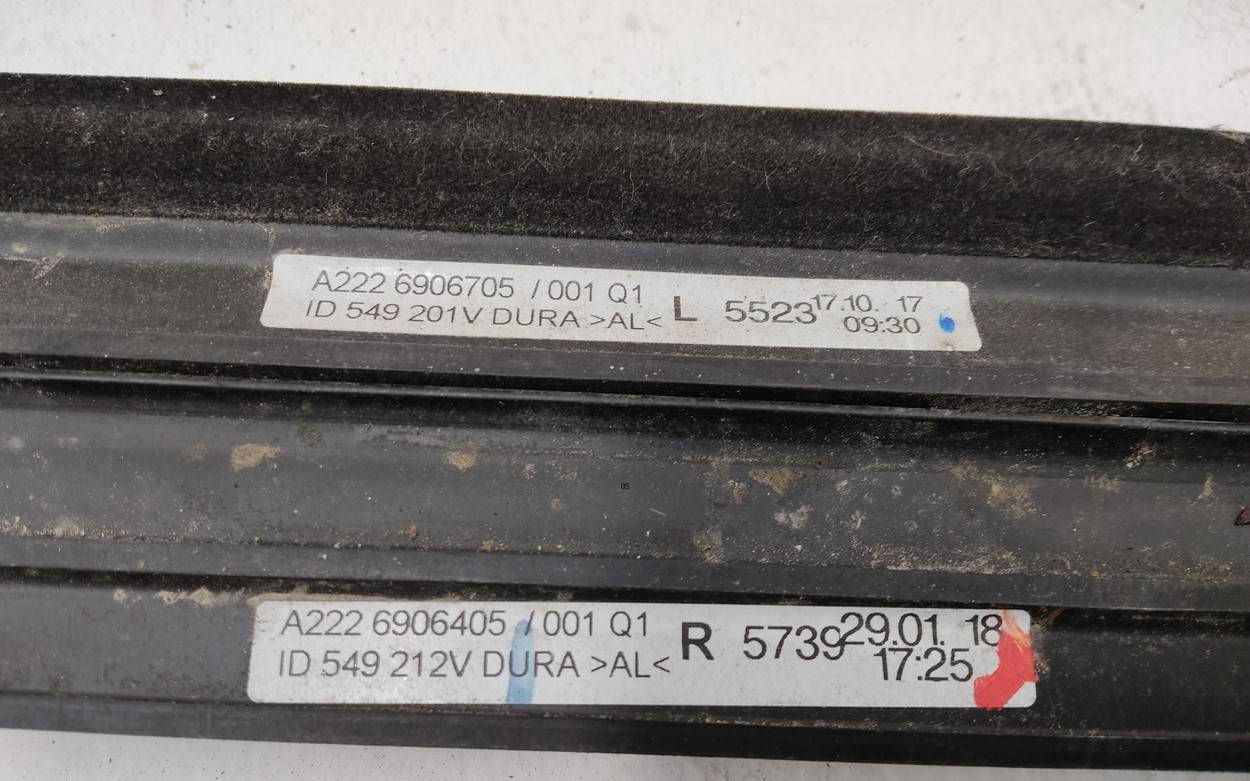 A222 6906705 /001 Q1
ID 549 201V DURA >AL<
L 5523
17.10. 17
09:30
A222 6906405 /001 Q1
ID 549 212V DURA >AL<
R 5739
29.01. 18
17:25